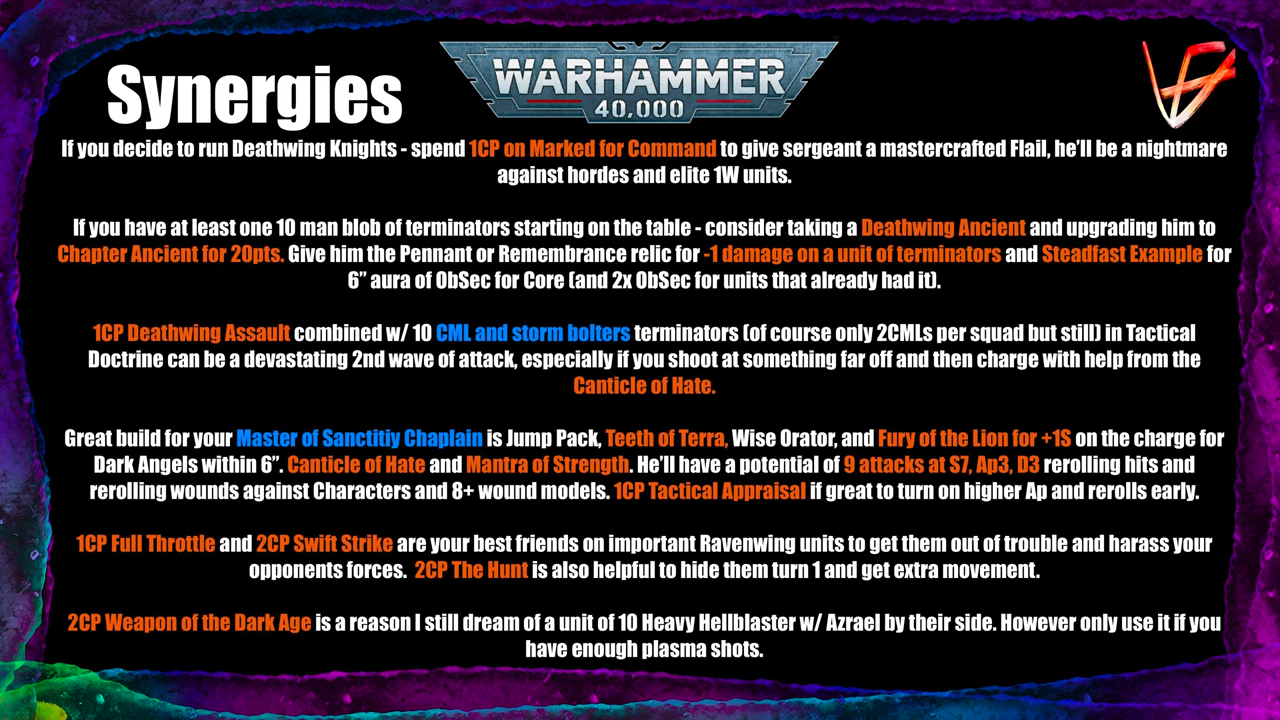 Synergies
WARHAMMER
40,000
If you decide to run Deathwing Knights - spend 1CP on Marked for Command to give sergeant a mastercrafted Flail, he'll be a nightmare
against hordes and elite 1W units.
If you have at least one 10 man blob of terminators starting on the table - consider taking a Deathwing Ancient and upgrading him to
Chapter Ancient for 20pts. Give him the Pennant or Remembrance relic for -1 damage on a unit of terminators and Steadfast Example for
6” aura of ObSec for Core (and 2x ObSec for units that already had it).
1CP Deathwing Assault combined w/ 10 CML and storm bolters terminators (of course only 2CMLs per squad but still) in Tactical
Doctrine can be a devastating 2nd wave of attack, especially if you shoot at something far off and then charge with help from the
Canticle of Hate.
Great build for your Master of Sanctitiy Chaplain is Jump Pack, Teeth of Terra, Wise Orator, and Fury of the Lion for +1S on the charge for
Dark Angels within 6”. Canticle of Hate and Mantra of Strength. He'll have a potential of 9 attacks at S7, Ap3, D3 rerolling hits and
rerolling wounds against Characters and 8+ wound models. 1CP Tactical Appraisal if great to turn on higher Ap and rerolls early.
1CP Full Throttle and 2CP Swift Strike are your best friends on important Ravenwing units to get them out of trouble and harass your
opponents forces. 2CP The Hunt is also helpful to hide them turn 1 and get extra movement.
2CP Weapon of the Dark Age is a reason I still dream of a unit of 10 Heavy Hellblaster w/ Azrael by their side. However only use it if you
have enough plasma shots.